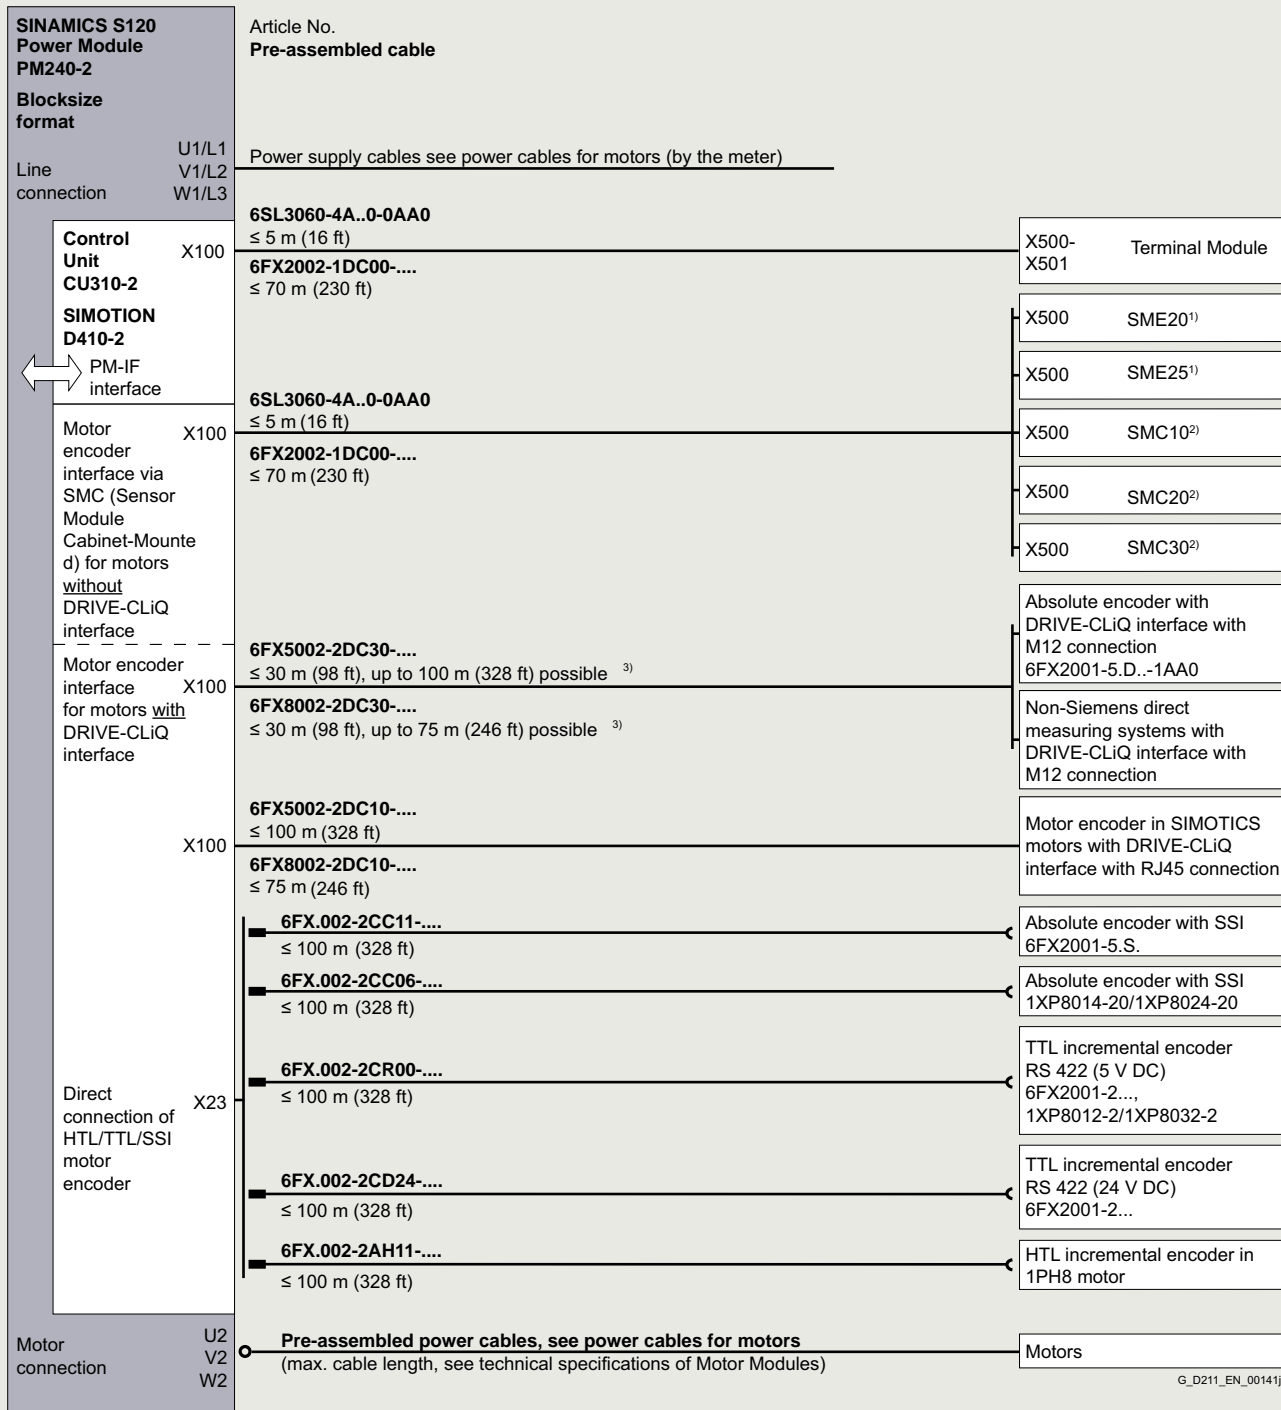 SINAMICS S120
Power Module
PM240-2
Blocksize
format
Article No.
Pre-assembled cable
Line
connection
U1/L1
V1/L2
W1/L3
Power supply cables see power cables for motors (by the meter)
Control
Unit
CU310-2
SIMOTION
D410-2
PM-IF
interface
X100
6SL3060-4A..0-0AA0
≤ 5 m (16 ft)
6FX2002-1DC00-....
≤ 70 m (230 ft)
X500-
X501
Terminal Module
X500 SME201)
X500 SME251)
Motor
encoder
interface via
SMC (Sensor
Module
Cabinet-Mounte
d) for motors
without
DRIVE-CLiQ
interface
X100
6SL3060-4A..0-0AA0
≤ 5 m (16 ft)
6FX2002-1DC00-....
≤ 70 m (230 ft)
X500 SMC102)
X500 SMC202)
X500 SMC302)
Motor encoder
interface
for motors with
DRIVE-CLiQ
interface
X100
6FX5002-2DC30-....
≤ 30 m (98 ft), up to 100 m (328 ft) possible 3)
6FX8002-2DC30-....
≤ 30 m (98 ft), up to 75 m (246 ft) possible 3)
Absolute encoder with
DRIVE-CLiQ interface with
M12 connection
6FX2001-5.D..-1AA0
Non-Siemens direct
measuring systems with
DRIVE-CLiQ interface with
M12 connection
X100
6FX5002-2DC10-....
≤ 100 m (328 ft)
6FX8002-2DC10-....
≤ 75 m (246 ft)
Motor encoder in SIMOTICS
motors with DRIVE-CLiQ
interface with RJ45 connection
Direct
connection of
HTL/TTL/SSI
motor
encoder
X23
6FX.002-2CC11-....
≤ 100 m (328 ft)
Absolute encoder with SSI
6FX2001-5.S.
6FX.002-2CC06-....
≤ 100 m (328 ft)
Absolute encoder with SSI
1XP8014-20/1XP8024-20
6FX.002-2CR00-....
≤ 100 m (328 ft)
TTL incremental encoder
RS 422 (5 V DC)
6FX2001-2...,
1XP8012-2/1XP8032-2
6FX.002-2CD24-....
≤ 100 m (328 ft)
TTL incremental encoder
RS 422 (24 V DC)
6FX2001-2...
6FX.002-2AH11-....
≤ 100 m (328 ft)
HTL incremental encoder in
1PH8 motor
Motor
connection
U2
V2
W2
Pre-assembled power cables, see power cables for motors
(max. cable length, see technical specifications of Motor Modules)
Motors
G_D211_EN_00141j